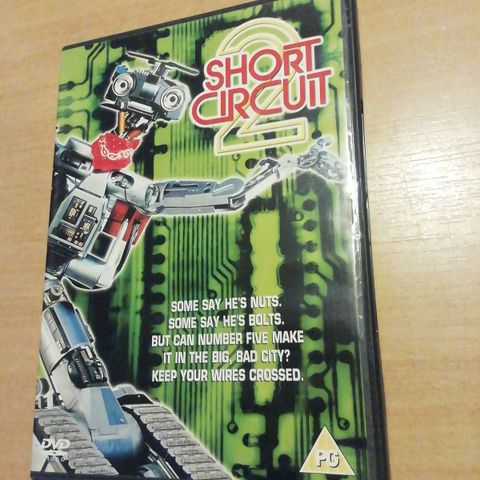 SHORT
CIRCUIT
2
SOME SAY HE'S NUTS.
SOME SAY HE'S BOLTS.
BUT CAN NUMBER FIVE MAKE
IT IN THE BIG, BAD CITY?
KEEP YOUR WIRES CROSSED.
DVD
VIDEO
PG